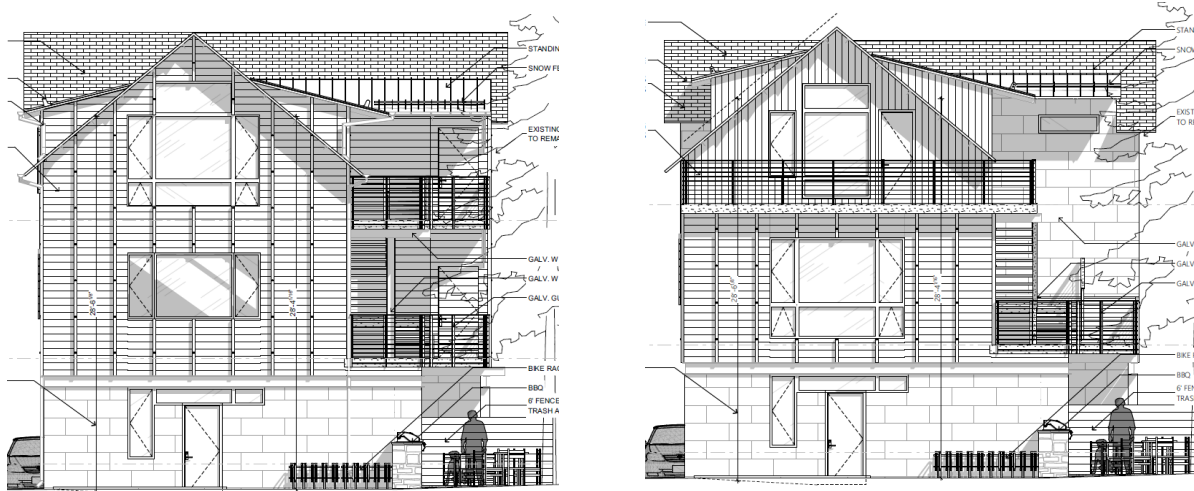 STANDIN
SNOW FE
EXISTING
TO REMA
GALV. W
/
GALV. W
GALV. GU
BIKE RAC
BBQ
6' FENCE
TRASH A
28'-6
28'-4
STAN
SNOW
EXIST
TO RE
GALV
/
GALV
GALV
BIKE
BBQ
6' FEN
TRAS
28'-6
28'-4